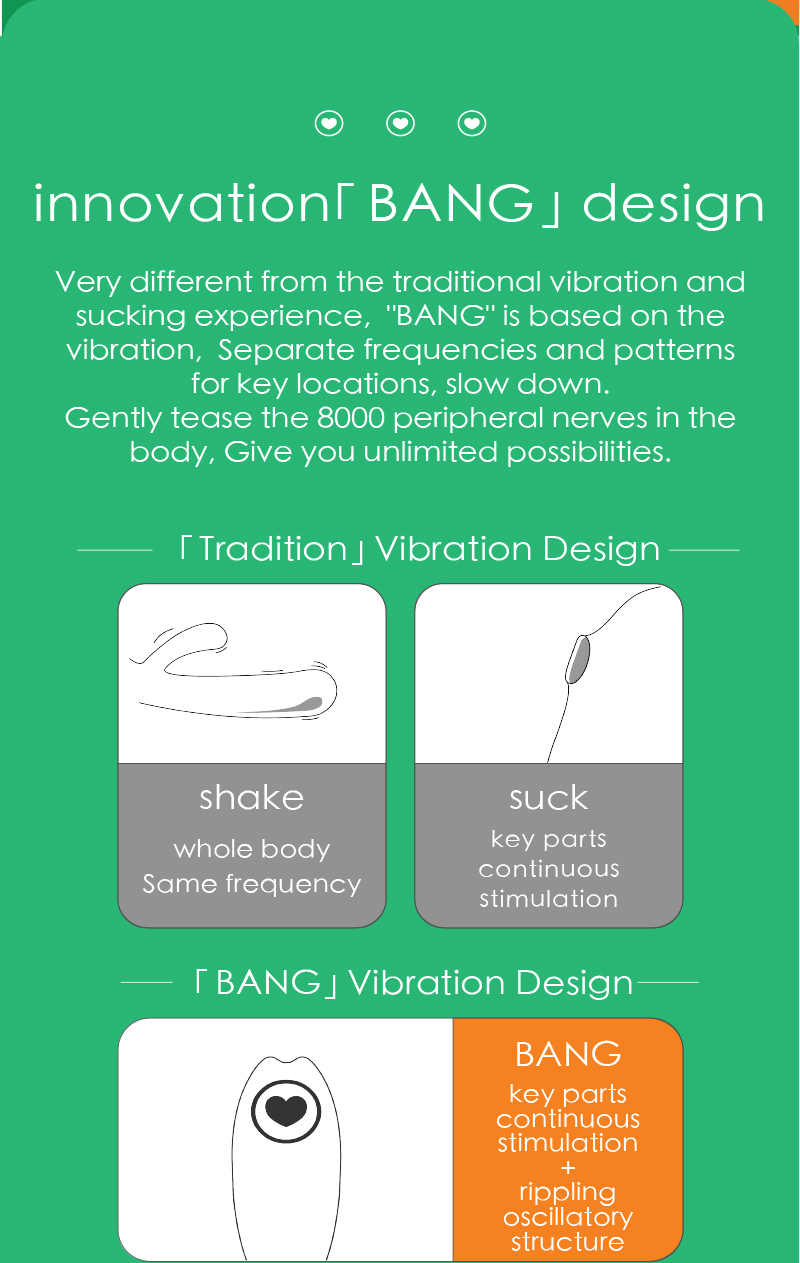 innovation「BANG」design
Very different from the traditional vibration and
sucking experience, "BANG" is based on the
vibration, Separate frequencies and patterns
for key locations, slow down.
Gently tease the 8000 peripheral nerves in the
body, Give you unlimited possibilities.
「Tradition」Vibration Design
shake
whole body
Same frequency
suck
key parts
continuous
stimulation
「BANG」Vibration Design
BANG
key parts
continuous
stimulation
+
rippling
oscillatory
structure